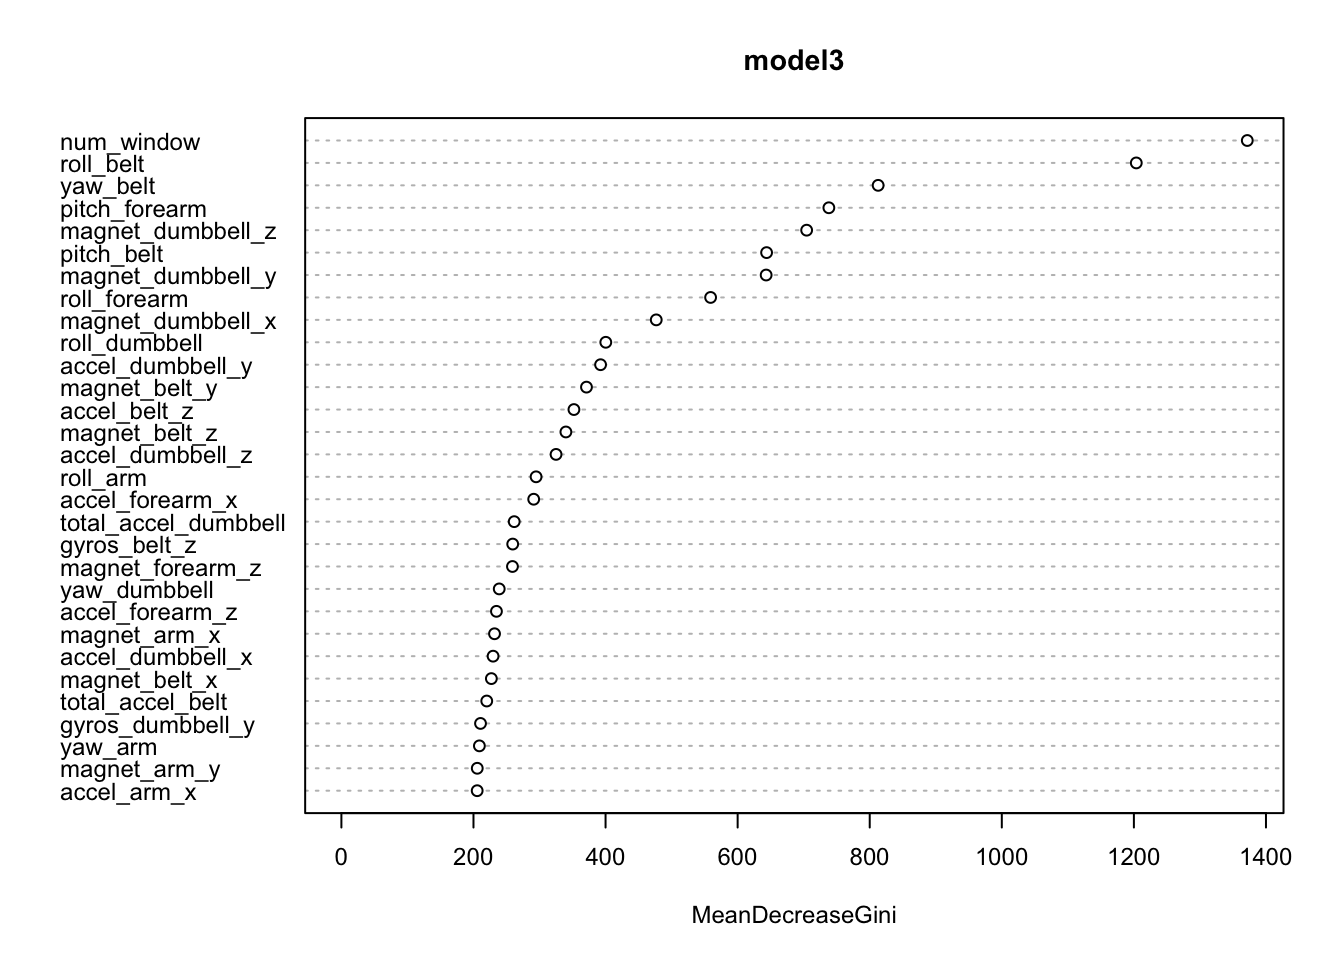 model3
num_window
roll_belt
yaw_belt
pitch_forearm
magnet_dumbbell_z
pitch_belt
magnet_dumbbell_y
roll_forearm
magnet_dumbbell_x
roll_dumbbell
accel_dumbbell_y
magnet_belt_y
accel_belt_z
magnet_belt_z
accel_dumbbell_z
roll_arm
accel_forearm_x
total_accel_dumbbell
gyros_belt_z
magnet_forearm_z
yaw_dumbbell
accel_forearm_z
magnet_arm_x
accel_dumbbell_x
magnet_belt_x
total_accel_belt
gyros_dumbbell_y
yaw_arm
magnet_arm_y
accel_arm_x
0 200 400 600 800 1000 1200 1400
MeanDecreaseGini